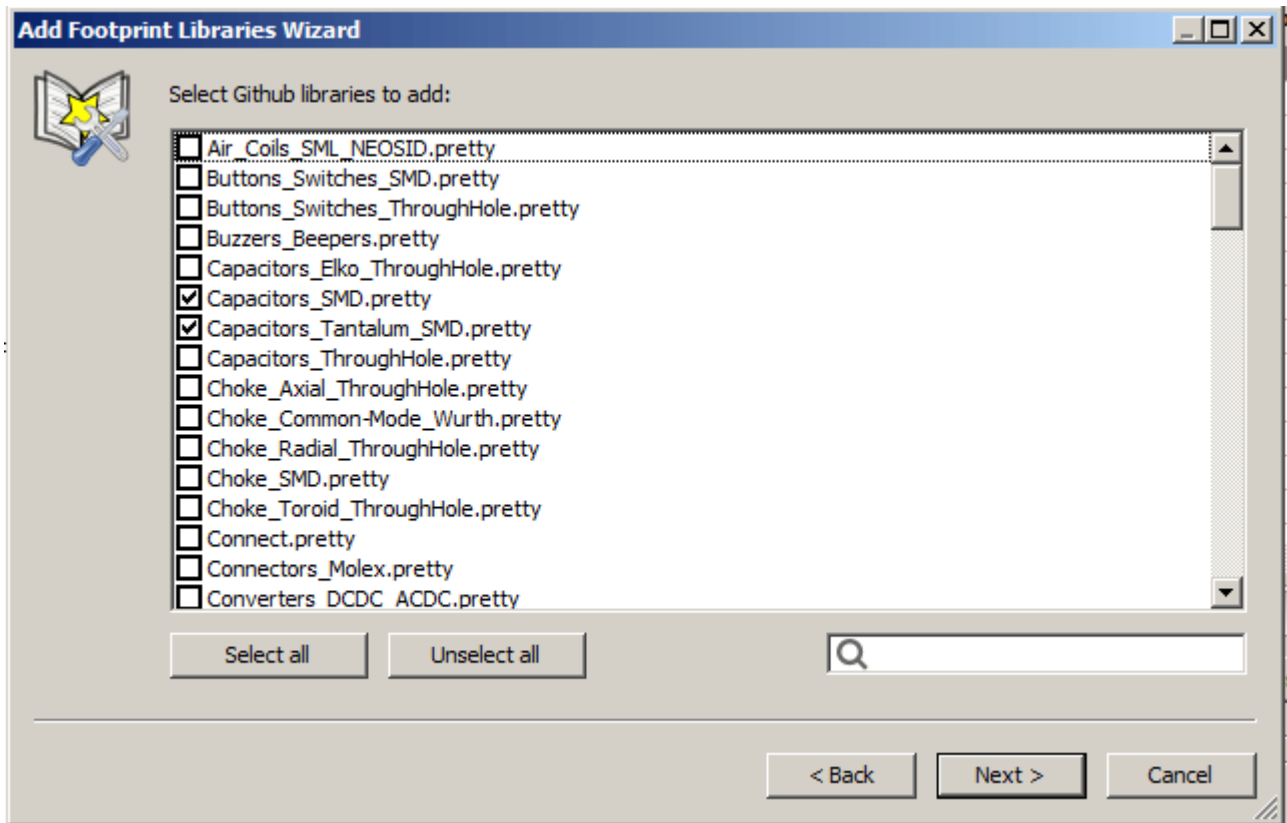 Add Footprint Libraries Wizard
Select Github libraries to add:
Air_Coils_SML_NEOSID.pretty
Buttons_Switches_SMD.pretty
Buttons_Switches_ThroughHole.pretty
Buzzers_Beepers.pretty
Capacitors_Elko_ThroughHole.pretty
Capacitors_SMD.pretty
Capacitors_Tantalum_SMD.pretty
Capacitors_ThroughHole.pretty
Choke_Axial_ThroughHole.pretty
Choke_Common-Mode_Wurth.pretty
Choke_Radial_ThroughHole.pretty
Choke_SMD.pretty
Choke_Toroid_ThroughHole.pretty
Connect.pretty
Connectors_Molex.pretty
Converters_DCDC_ACDC.pretty
Select all Unselect all
< Back Next > Cancel